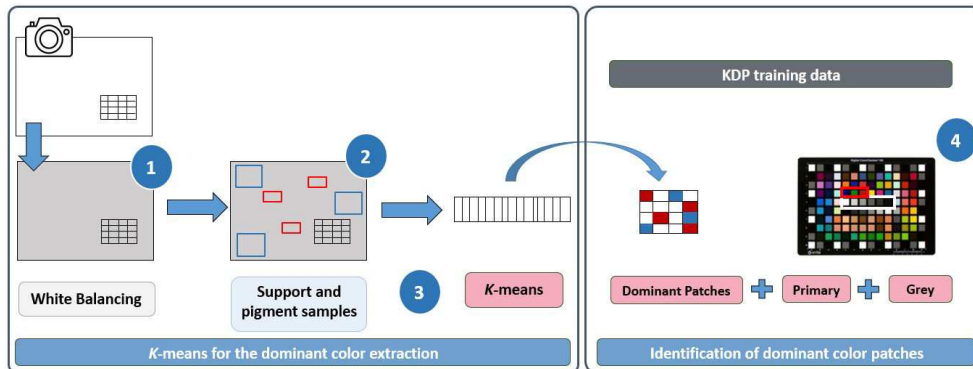 KDP training data
1
2
4
White Balancing
Support and
pigment samples
3
K-means
Dominant Patches
Primary
Grey
K-means for the dominant color extraction
Identification of dominant color patches